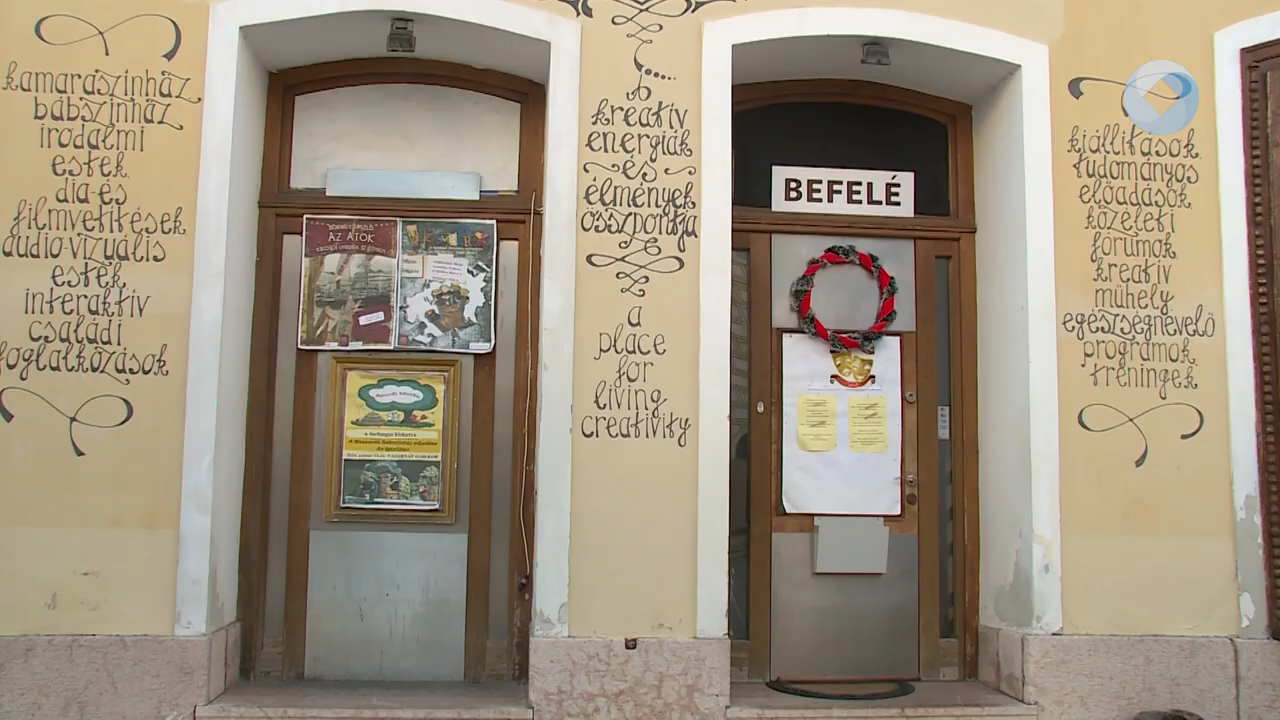 kamaraszínház
bábszínház
irodalmi
estek
dia-és
filmvetítések
audio-vizuális
estek
interaktív
családi
foglalkozások
AZ ÁTOK
a
kreatív
energiák
és
élmények
összpontja
a
place
for
living
creativity
BEFELÉ
kiállítások
tudományos
előadások
közéleti
fórumok
kreatív
műhely
egészségnevelő
programok
tréningek